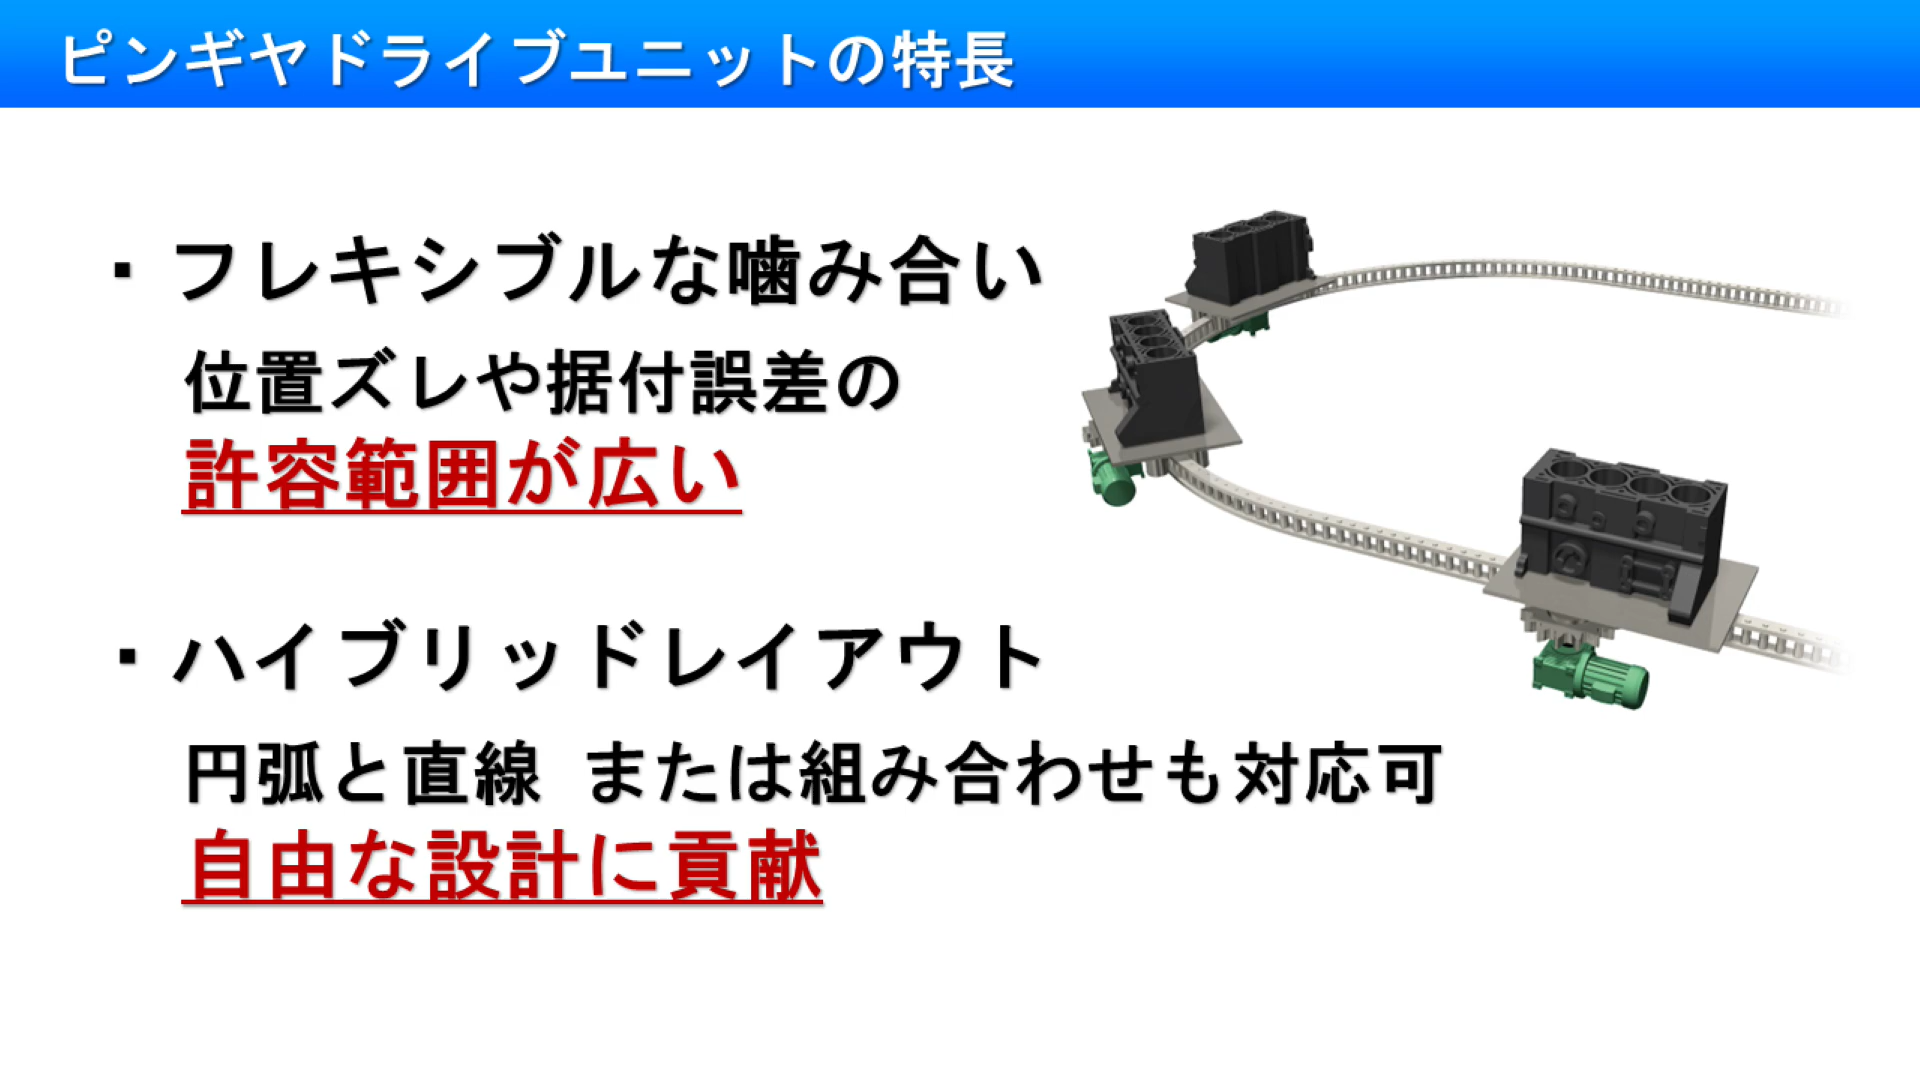 ピンギヤドライブユニットの特長
・フレキシブルな噛み合い
位置ズレや据付誤差の
許容範囲が広い
・ハイブリッドレイアウト
円弧と直線 または組み合わせも対応可
自由な設計に貢献